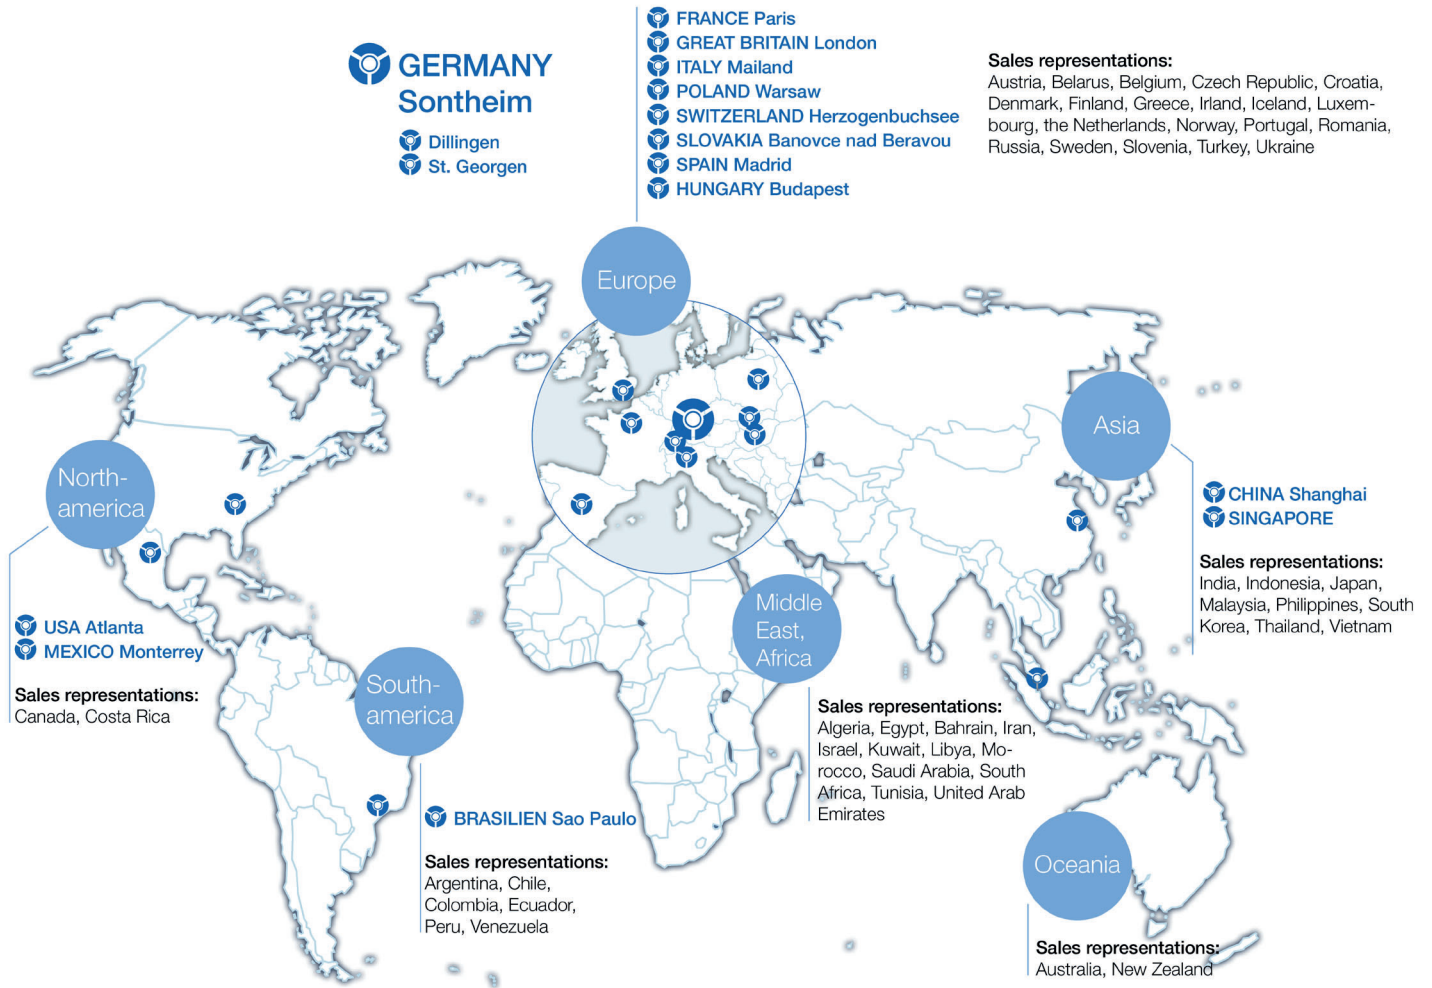 GERMANY
Sontheim
Dillingen
St. Georgen
FRANCE Paris
GREAT BRITAIN London
ITALY Mailand
POLAND Warsaw
SWITZERLAND Herzogenbuchsee
SLOVAKIA Banovce nad Beravou
SPAIN Madrid
HUNGARY Budapest
Sales representations:
Austria, Belarus, Belgium, Czech Republic, Croatia,
Denmark, Finland, Greece, Irland, Iceland, Luxem-
bourg, the Netherlands, Norway, Portugal, Romania,
Russia, Sweden, Slovenia, Turkey, Ukraine
Europe
Asia
CHINA Shanghai
SINGAPORE
Sales representations:
India, Indonesia, Japan,
Malaysia, Philippines, South
Korea, Thailand, Vietnam
North-
america
USA Atlanta
MEXICO Monterrey
Sales representations:
Canada, Costa Rica
South-
america
BRASILIEN Sao Paulo
Sales representations:
Argentina, Chile,
Colombia, Ecuador,
Peru, Venezuela
Middle
East,
Africa
Sales representations:
Algeria, Egypt, Bahrain, Iran,
Israel, Kuwait, Libya, Mo-
rocco, Saudi Arabia, South
Africa, Tunisia, United Arab
Emirates
Oceania
Sales representations:
Australia, New Zealand